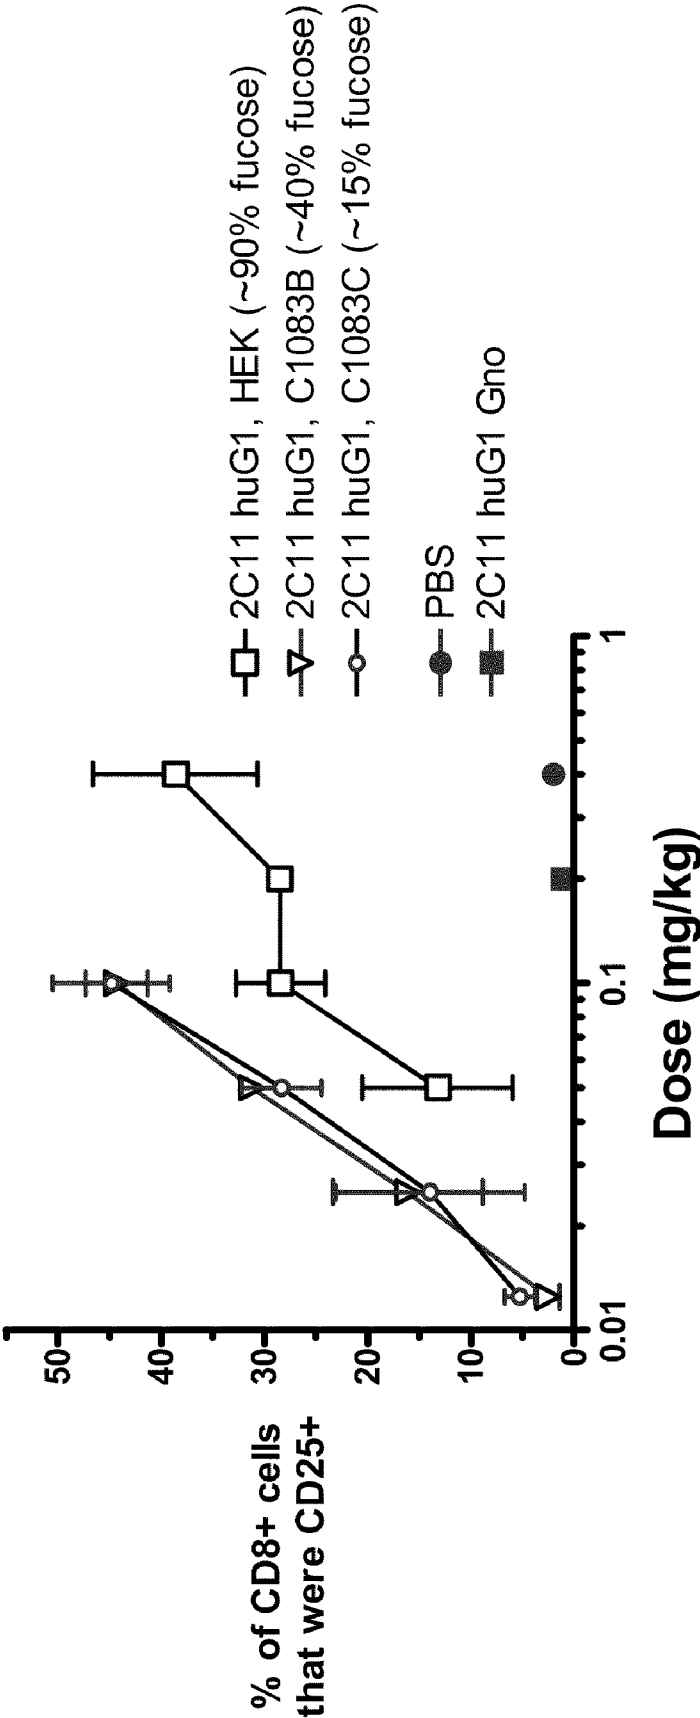 % of CD8+ cells
that were CD25+
50
40
30
20
10
0
0.01
0.1
1
Dose (mg/kg)
2C11 huG1, HEK (~90% fucose)
2C11 huG1, C1083B (~40% fucose)
2C11 huG1, C1083C (~15% fucose)
PBS
2C11 huG1 Gno